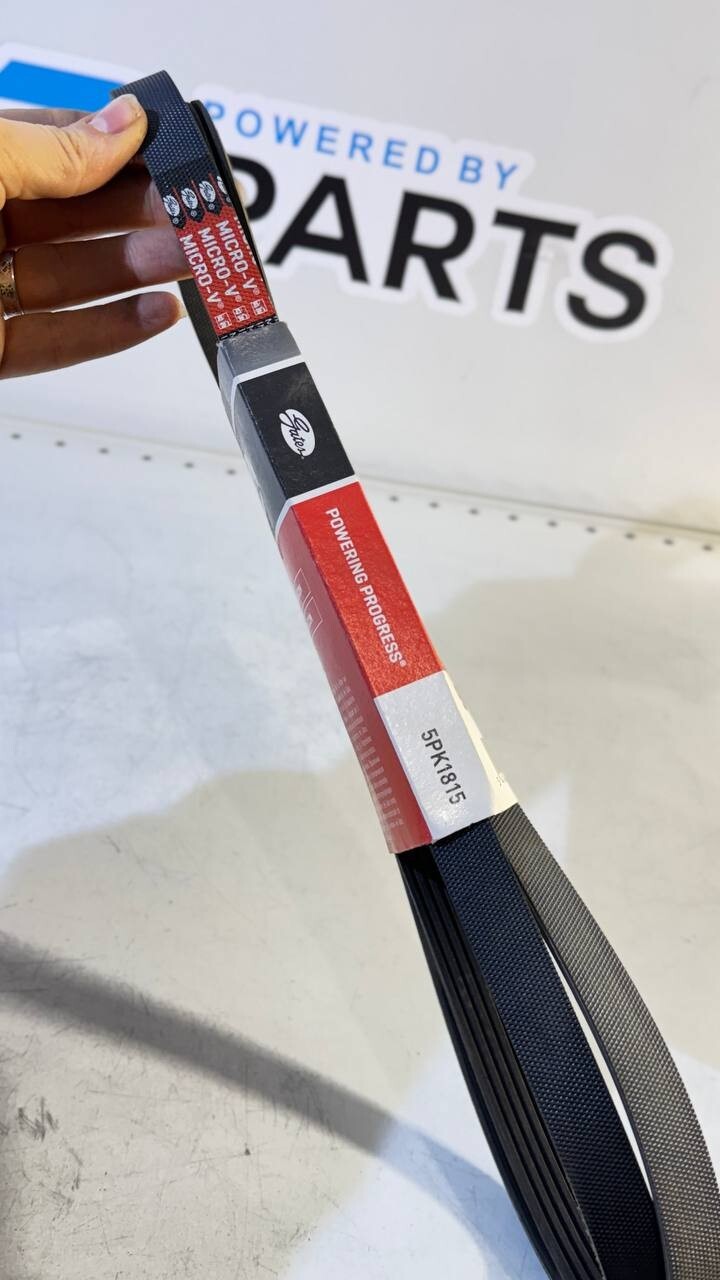 POWERED BY
PARTS
MICRO-V®
MICRO-V®
MICRO-V®
Gates
POWERING PROGRESS®
5PK1815